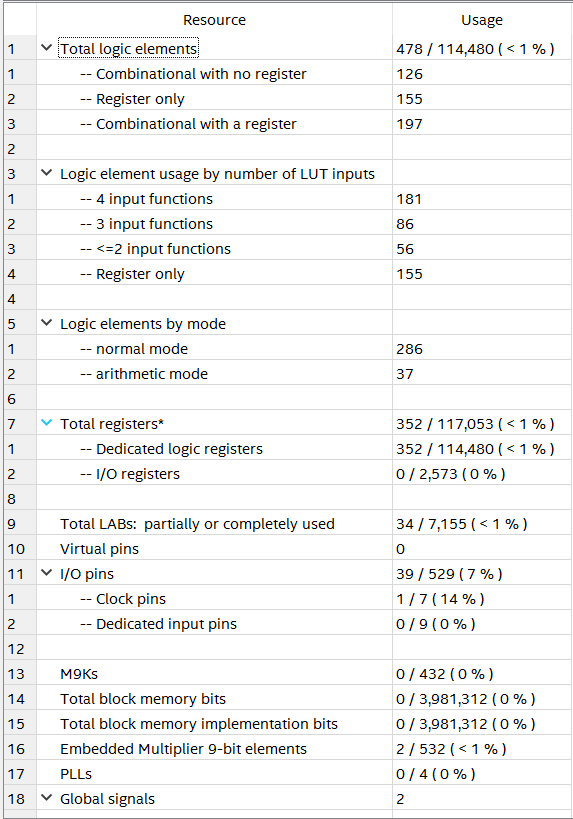 Resource Usage
1 Total logic elements 478 / 114,480 ( < 1 % )
1 -- Combinational with no register 126
2 -- Register only 155
3 -- Combinational with a register 197
2
3 Logic element usage by number of LUT inputs
1 -- 4 input functions 181
2 -- 3 input functions 86
3 -- <=2 input functions 56
4 -- Register only 155
4
5 Logic elements by mode
1 -- normal mode 286
2 -- arithmetic mode 37
6
7 Total registers* 352 / 117,053 ( < 1 % )
1 -- Dedicated logic registers 352 / 114,480 ( < 1 % )
2 -- I/O registers 0 / 2,573 ( 0 % )
8
9 Total LABs: partially or completely used 34 / 7,155 ( < 1 % )
10 Virtual pins 0
11 I/O pins 39 / 529 ( 7 % )
1 -- Clock pins 1 / 7 ( 14 % )
2 -- Dedicated input pins 0 / 9 ( 0 % )
12
13 M9Ks 0 / 432 ( 0 % )
14 Total block memory bits 0 / 3,981,312 ( 0 % )
15 Total block memory implementation bits 0 / 3,981,312 ( 0 % )
16 Embedded Multiplier 9-bit elements 2 / 532 ( < 1 % )
17 PLLs 0 / 4 ( 0 % )
18 Global signals 2